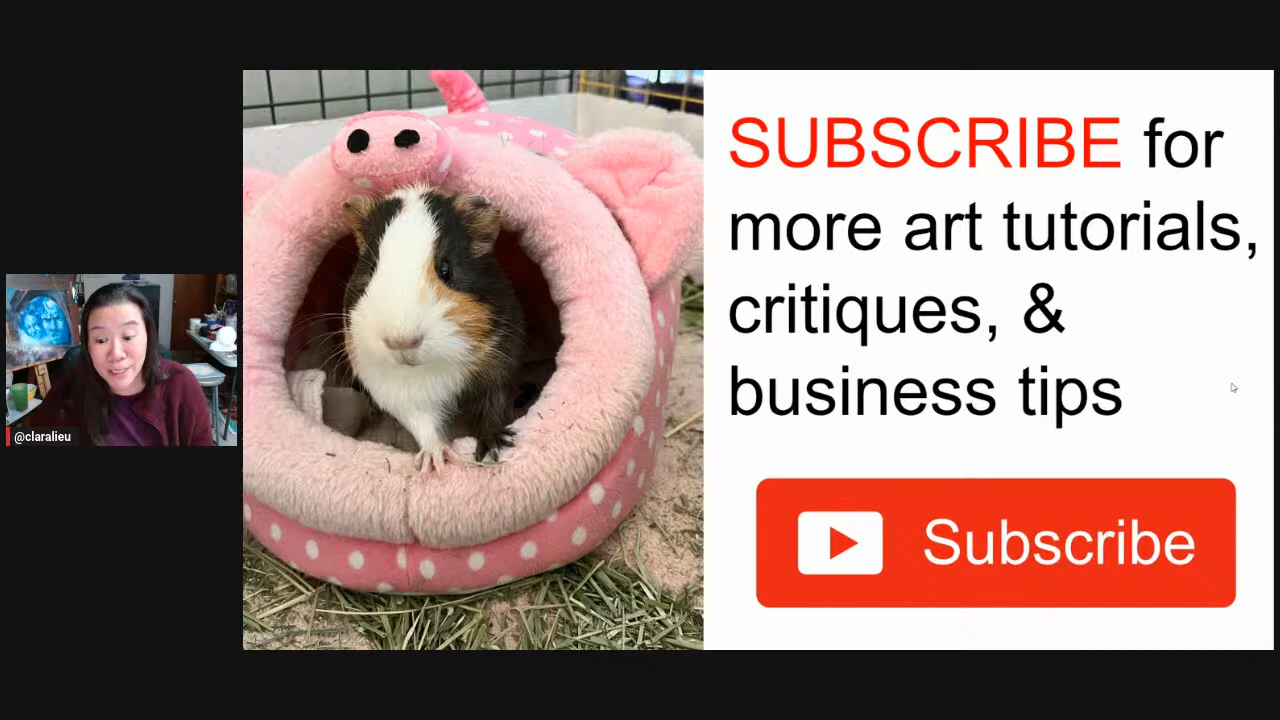 SUBSCRIBE for
more art tutorials,
critiques, &
business tips
Subscribe
@claralieu